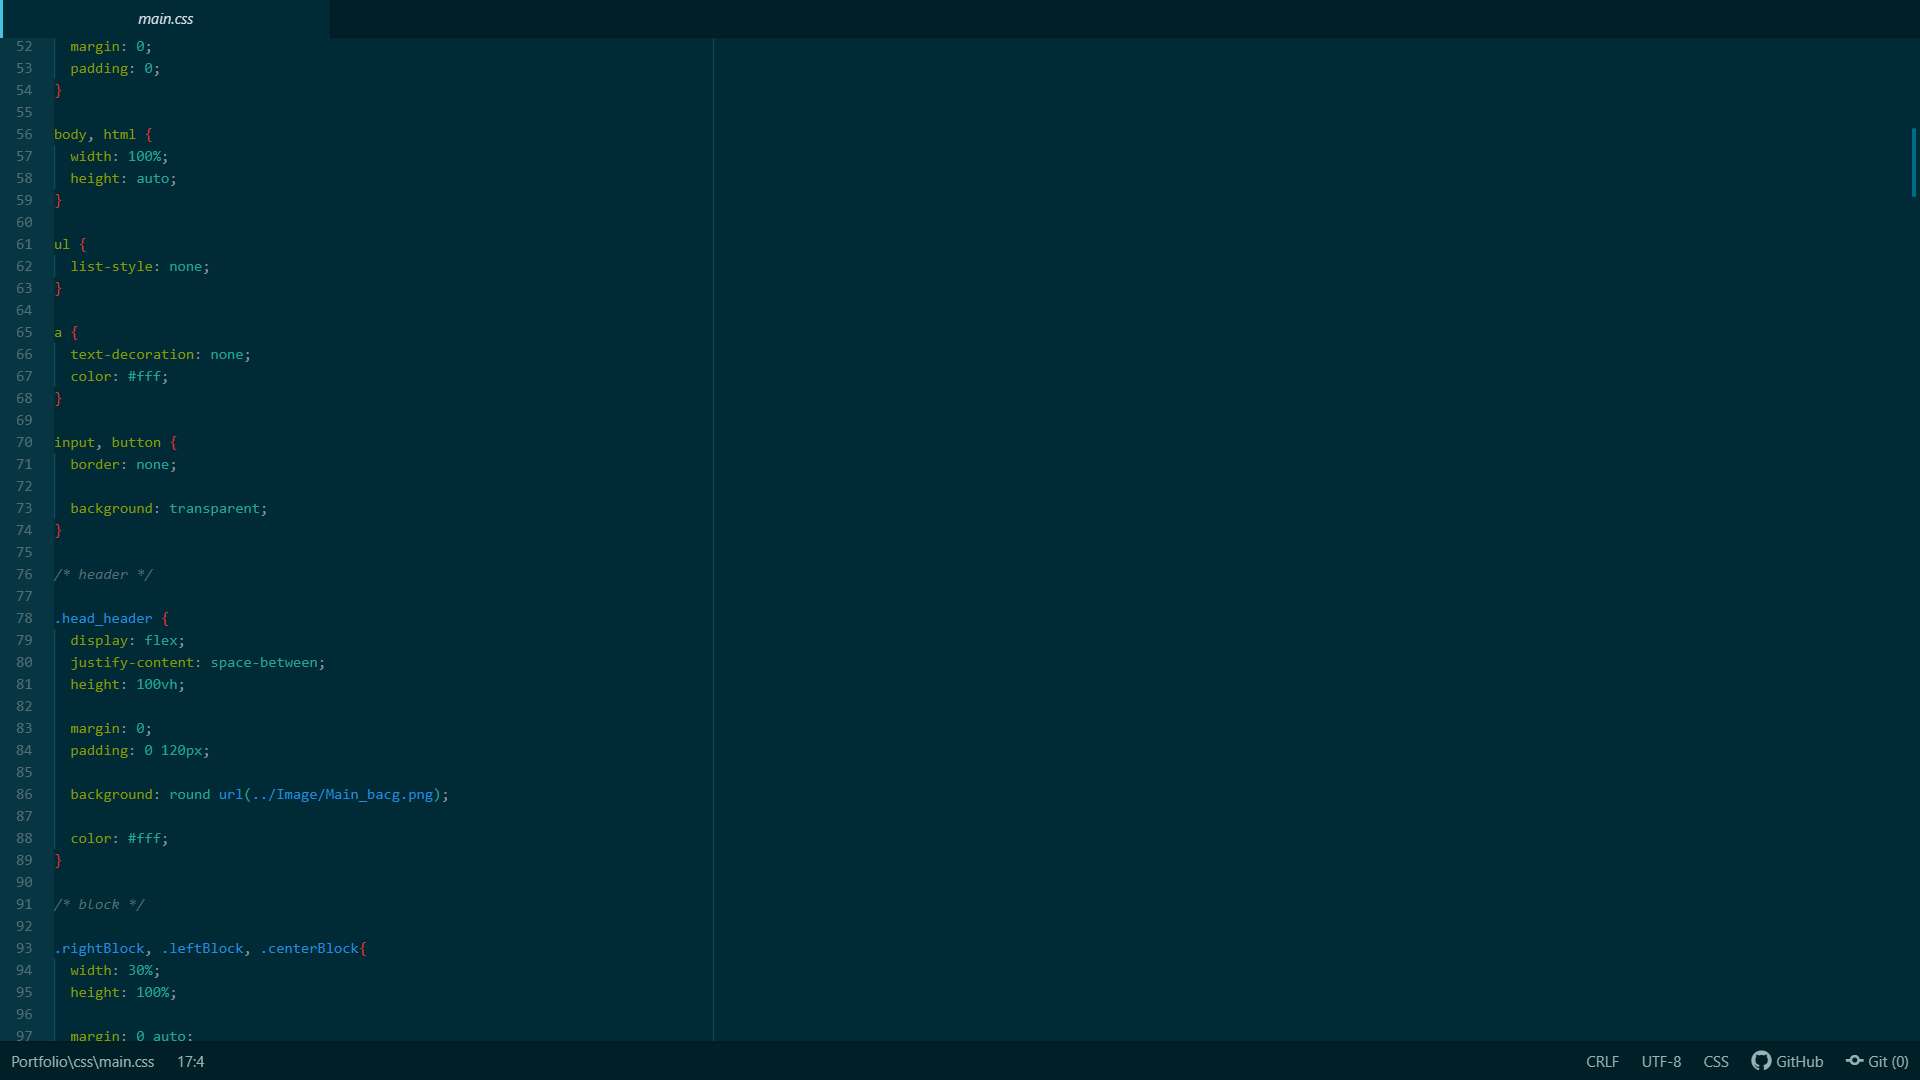 main.css
52 margin: 0;
53 padding: 0;
54 }
55
56 body, html {
57 width: 100%;
58 height: auto;
59 }
60
61 ul {
62 list-style: none;
63 }
64
65 a {
66 text-decoration: none;
67 color: #fff;
68 }
69
70 input, button {
71 border: none;
72
73 background: transparent;
74 }
75
76 /* header */
77
78 .head_header {
79 display: flex;
80 justify-content: space-between;
81 height: 100vh;
82
83 margin: 0;
84 padding: 0 120px;
85
86 background: round url(../Image/Main_bacg.png);
87
88 color: #fff;
89 }
90
91 /* block */
92
93 .rightBlock, .leftBlock, .centerBlock{
94 width: 30%;
95 height: 100%;
96
97 margin: 0 auto;
Portfolio\css\main.css 17:4 CRLF UTF-8 CSS GitHub Git (0)